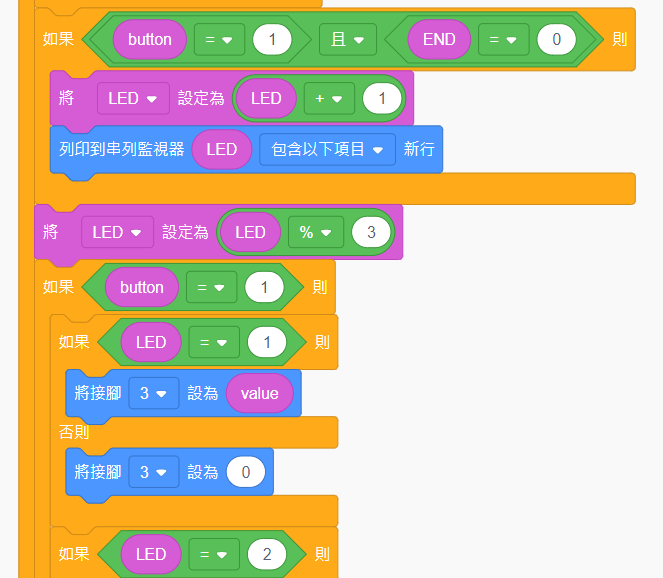 如果 button = 1 且 END = 0 則
將 LED 設定為 LED + 1
列印到串列監視器 LED 包含以下項目 新行
將 LED 設定為 LED % 3
如果 button = 1 則
如果 LED = 1 則
將接腳 3 設為 value
否則
將接腳 3 設為 0
如果 LED = 2 則